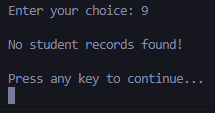 Enter your choice: 9
No student records found!
Press any key to continue...